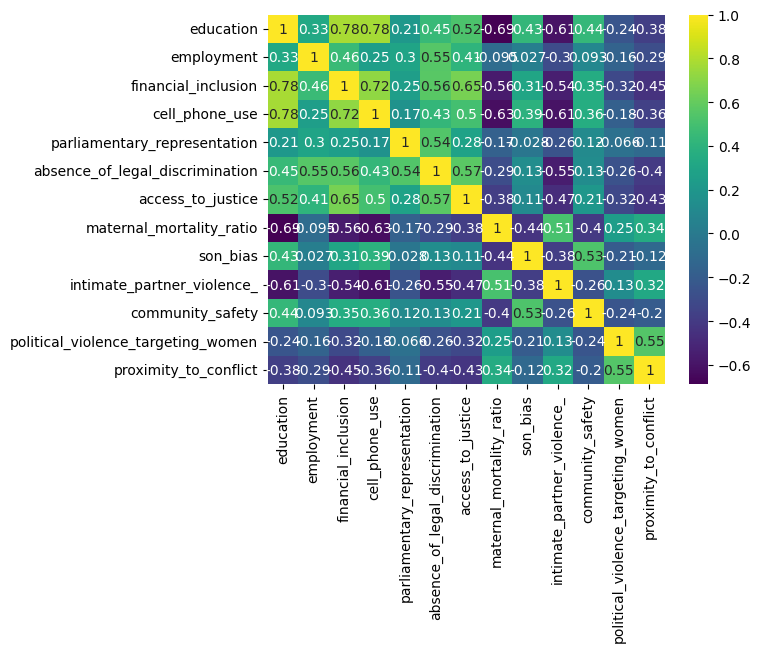 education 1 0.33 0.78 0.78 0.21 0.45 0.52 -0.69 0.43 -0.61 0.44 -0.24 -0.38
employment 0.33 1 0.46 0.25 0.3 0.55 0.41 -0.095 0.027 -0.3 0.093 -0.16 -0.29
financial_inclusion 0.78 0.46 1 0.72 0.25 0.56 0.65 -0.56 0.31 -0.54 0.35 -0.32 -0.45
cell_phone_use 0.78 0.25 0.72 1 0.17 0.43 0.5 -0.63 0.39 -0.61 0.36 -0.18 -0.36
parliamentary_representation 0.21 0.3 0.25 0.17 1 0.54 0.28 -0.17 -0.028 -0.26 0.12 -0.066 -0.11
absence_of_legal_discrimination 0.45 0.55 0.56 0.43 0.54 1 0.57 -0.29 0.13 -0.55 0.13 -0.26 -0.4
access_to_justice 0.52 0.41 0.65 0.5 0.28 0.57 1 -0.38 0.11 -0.47 0.21 -0.32 -0.43
maternal_mortality_ratio -0.69 -0.095 -0.56 -0.63 -0.17 -0.29 -0.38 1 -0.44 0.51 -0.4 0.25 0.34
son_bias 0.43 0.027 0.31 0.39 -0.028 0.13 0.11 -0.44 1 -0.38 0.53 -0.21 -0.12
intimate_partner_violence_ -0.61 -0.3 -0.54 -0.61 -0.26 -0.55 -0.47 0.51 -0.38 1 -0.26 0.13 0.32
community_safety 0.44 0.093 0.35 0.36 0.12 0.13 0.21 -0.4 0.53 -0.26 1 -0.24 -0.2
political_violence_targeting_women -0.24 -0.16 -0.32 -0.18 -0.066 -0.26 -0.32 0.25 -0.21 0.13 -0.24 1 0.55
proximity_to_conflict -0.38 -0.29 -0.45 -0.36 -0.11 -0.4 -0.43 0.34 -0.12 0.32 -0.2 0.55 1
education
employment
financial_inclusion
cell_phone_use
parliamentary_representation
absence_of_legal_discrimination
access_to_justice
maternal_mortality_ratio
son_bias
intimate_partner_violence_
community_safety
political_violence_targeting_women
proximity_to_conflict
1.0
0.8
0.6
0.4
0.2
0.0
-0.2
-0.4
-0.6